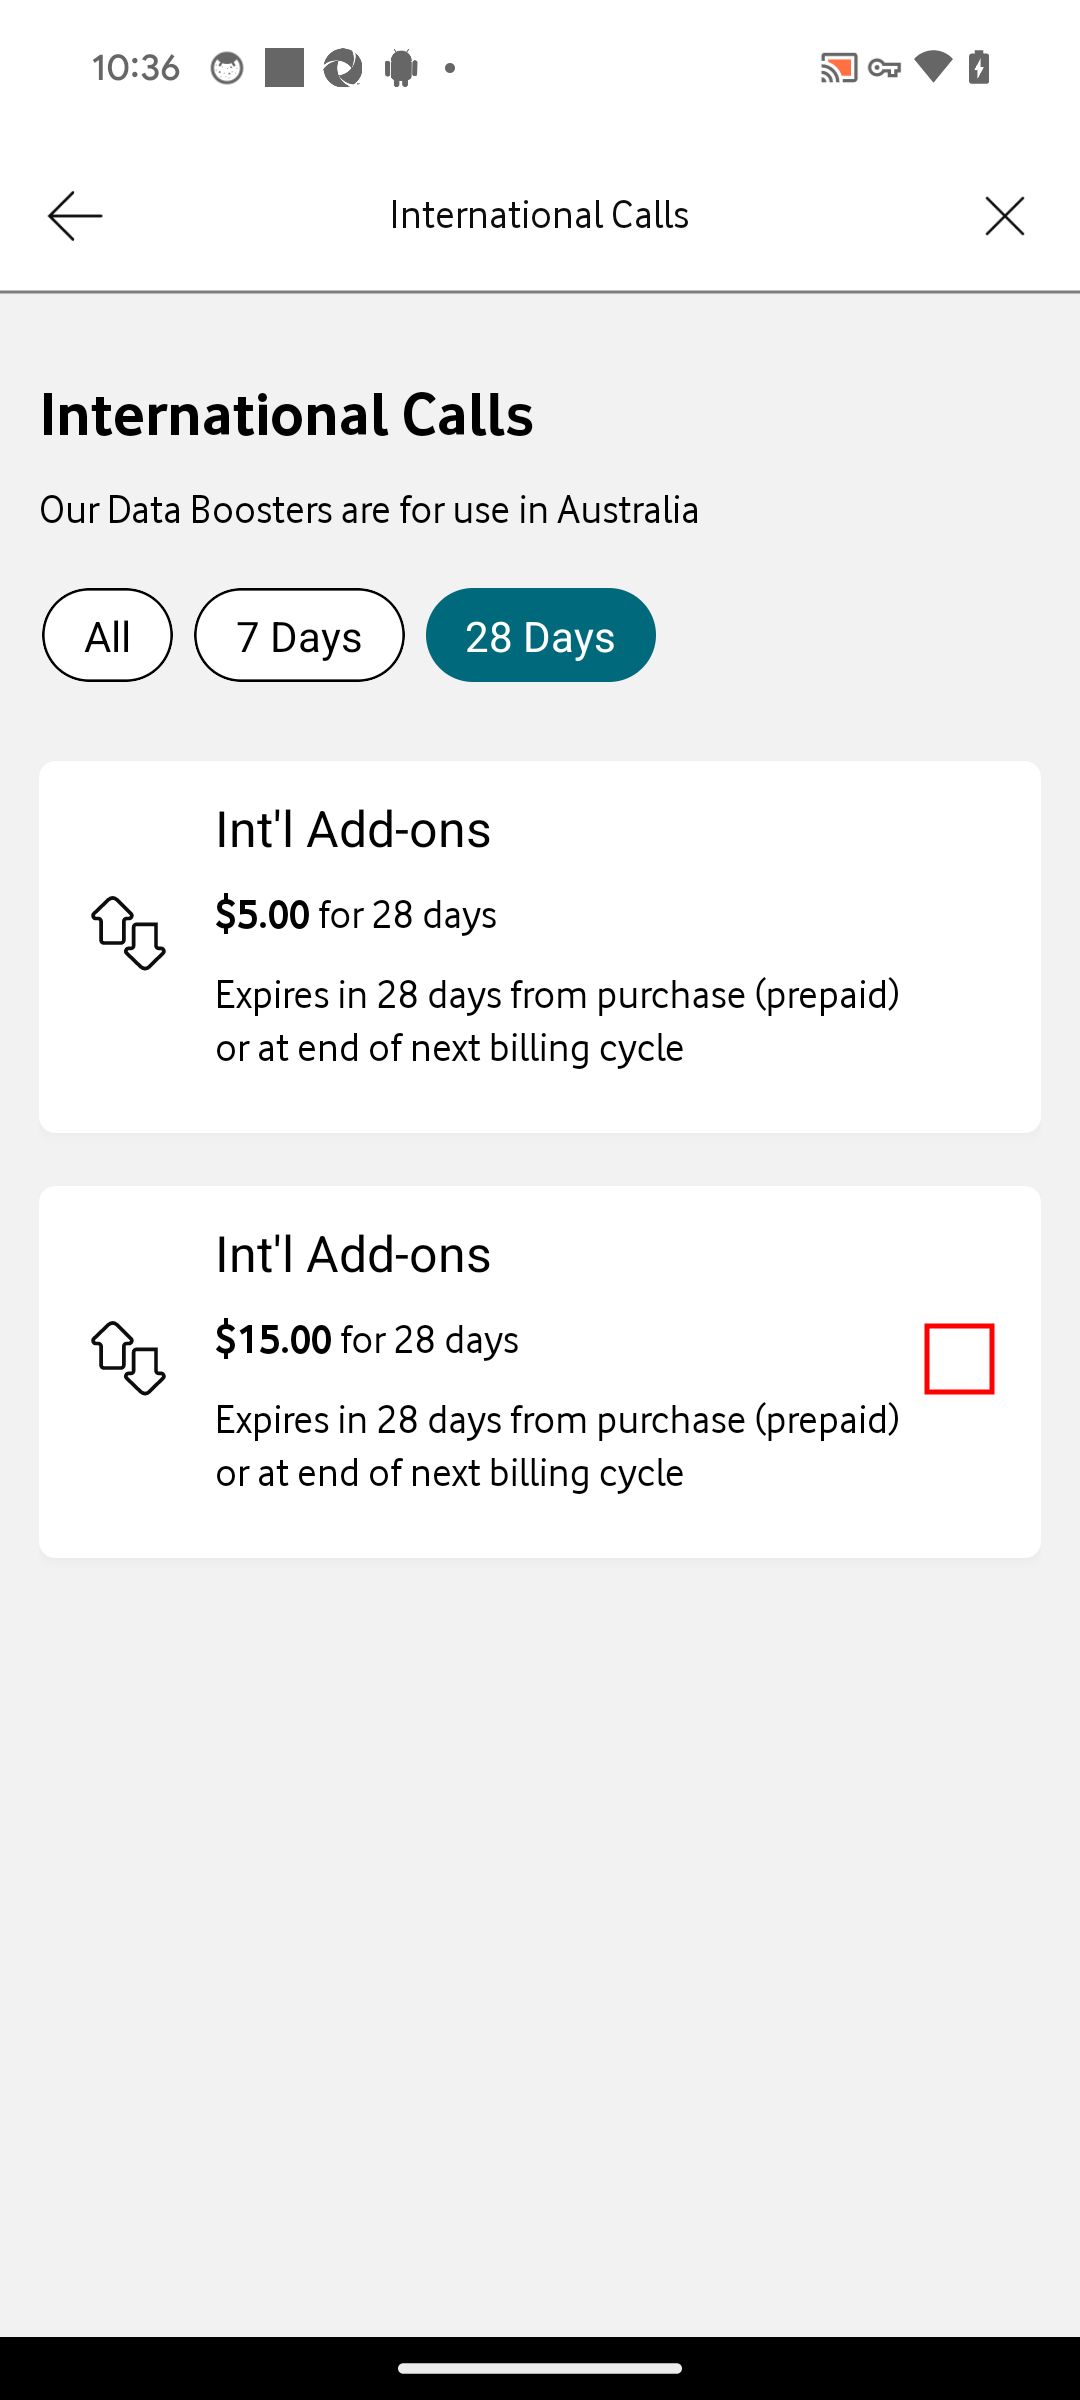 10:36
International Calls
International Calls
Our Data Boosters are for use in Australia
All
7 Days
28 Days
Int'l Add-ons
$5.00 for 28 days
Expires in 28 days from purchase (prepaid)
or at end of next billing cycle
Int'l Add-ons
$15.00 for 28 days
Expires in 28 days from purchase (prepaid)
or at end of next billing cycle